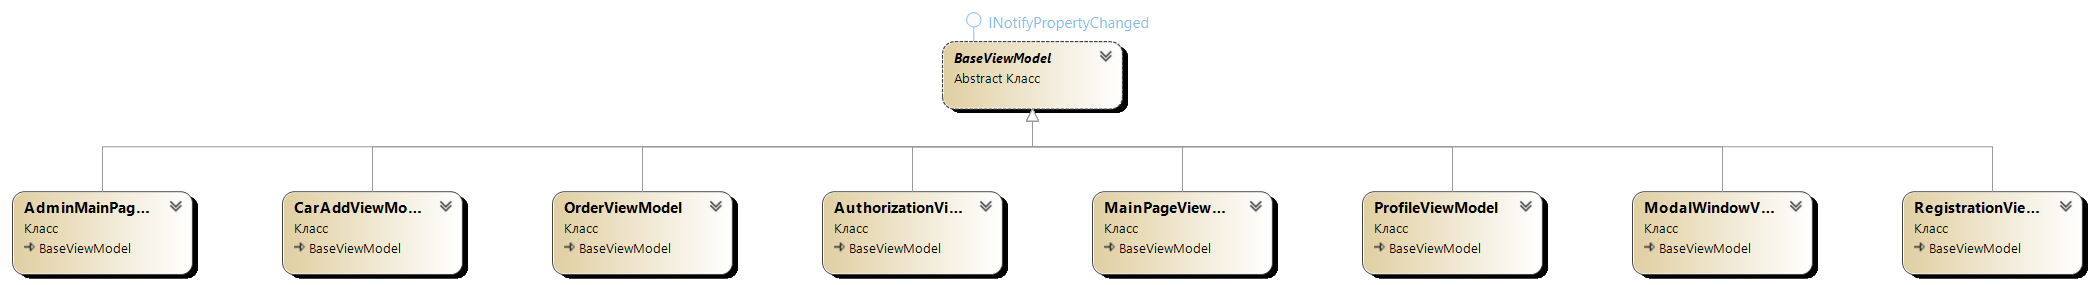 INotifyPropertyChanged
BaseViewModel
Abstract Класс
AdminMainPag...
Класс
BaseViewModel
CarAddViewMo...
Класс
BaseViewModel
OrderViewModel
Класс
BaseViewModel
AuthorizationVi...
Класс
BaseViewModel
MainPageView...
Класс
BaseViewModel
ProfileViewModel
Класс
BaseViewModel
ModalWindowV...
Класс
BaseViewModel
RegistrationVie...
Класс
BaseViewModel